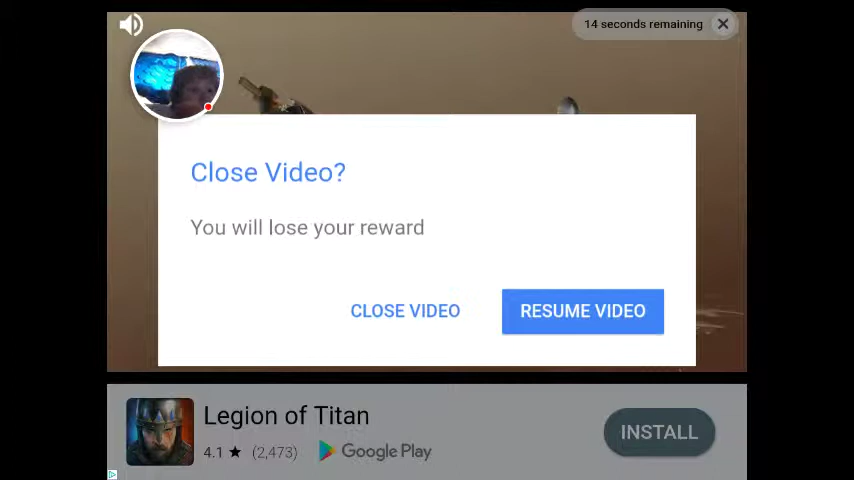 14 seconds remaining
Close Video?
You will lose your reward
CLOSE VIDEO
RESUME VIDEO
Legion of Titan
4.1 ★ (2,473)
Google Play
INSTALL